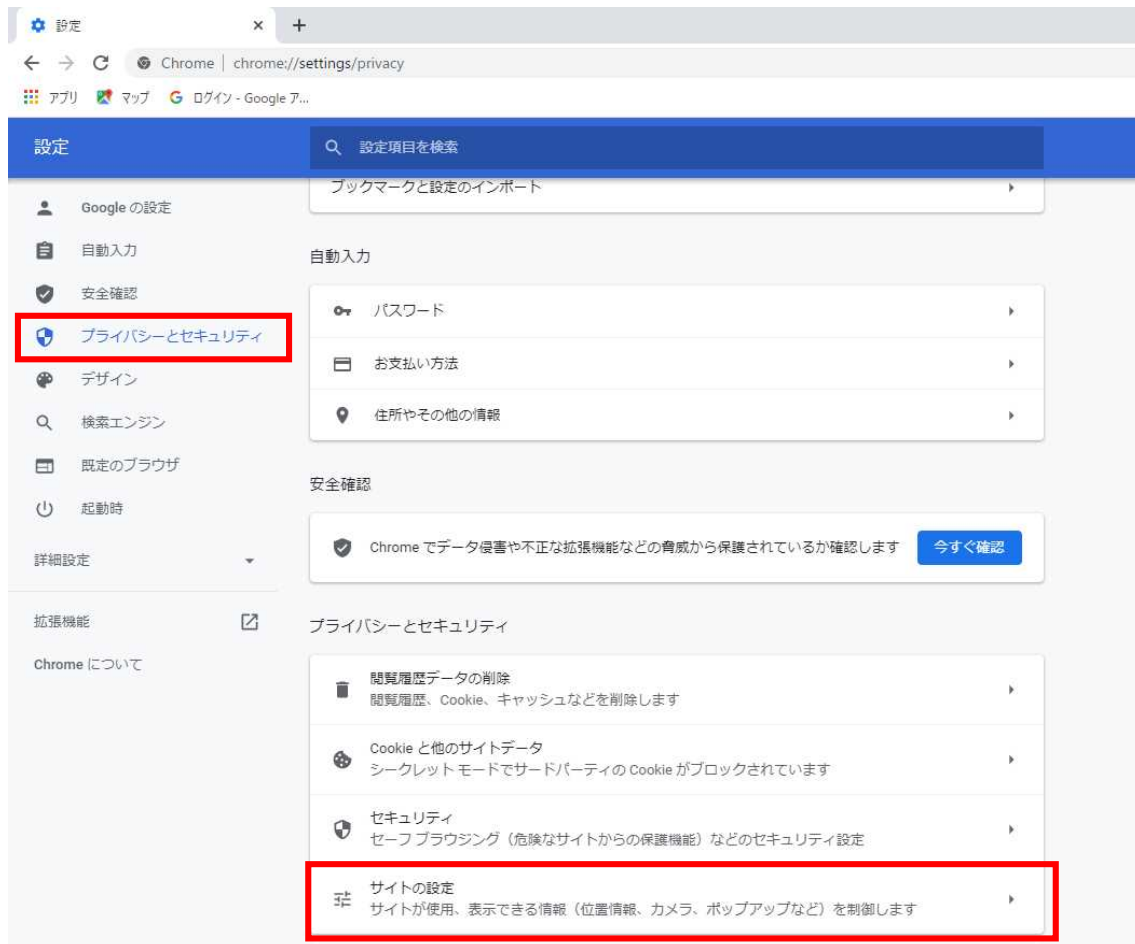 設定
Chrome | chrome://settings/privacy
アプリ マップ ログイン - Google ア...
設定
設定項目を検索
Google の設定
自動入力
安全確認
プライバシーとセキュリティ
デザイン
検索エンジン
既定のブラウザ
起動時
詳細設定
拡張機能
Chrome について
ブックマークと設定のインポート
自動入力
パスワード
お支払い方法
住所やその他の情報
安全確認
Chrome でデータ侵害や不正な拡張機能などの脅威から保護されているか確認します
今すぐ確認
プライバシーとセキュリティ
閲覧履歴データの削除
閲覧履歴、Cookie、キャッシュなどを削除します
Cookie と他のサイトデータ
シークレット モードでサードパーティの Cookie がブロックされています
セキュリティ
セーフ ブラウジング（危険なサイトからの保護機能）などのセキュリティ設定
サイトの設定
サイトが使用、表示できる情報（位置情報、カメラ、ポップアップなど）を制御します